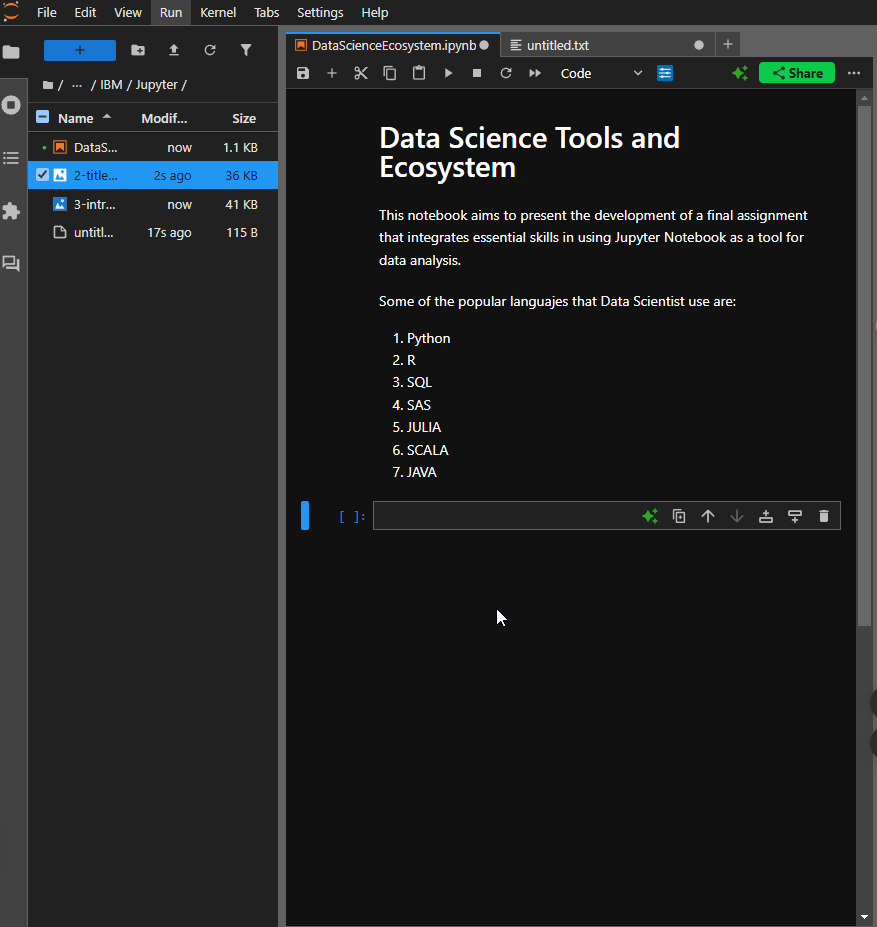 File Edit View Run Kernel Tabs Settings Help
DataScienceEcosystem.ipynb
untitled.txt
Code
Share
/ ... / IBM / Jupyter /
Name Modif... Size
DataS... now 1.1 KB
2-title... 2s ago 36 KB
3-intr... now 41 KB
untitl... 17s ago 115 B
Data Science Tools and
Ecosystem
This notebook aims to present the development of a final assignment
that integrates essential skills in using Jupyter Notebook as a tool for
data analysis.
Some of the popular languajes that Data Scientist use are:
1. Python
2. R
3. SQL
4. SAS
5. JULIA
6. SCALA
7. JAVA
[ ]: